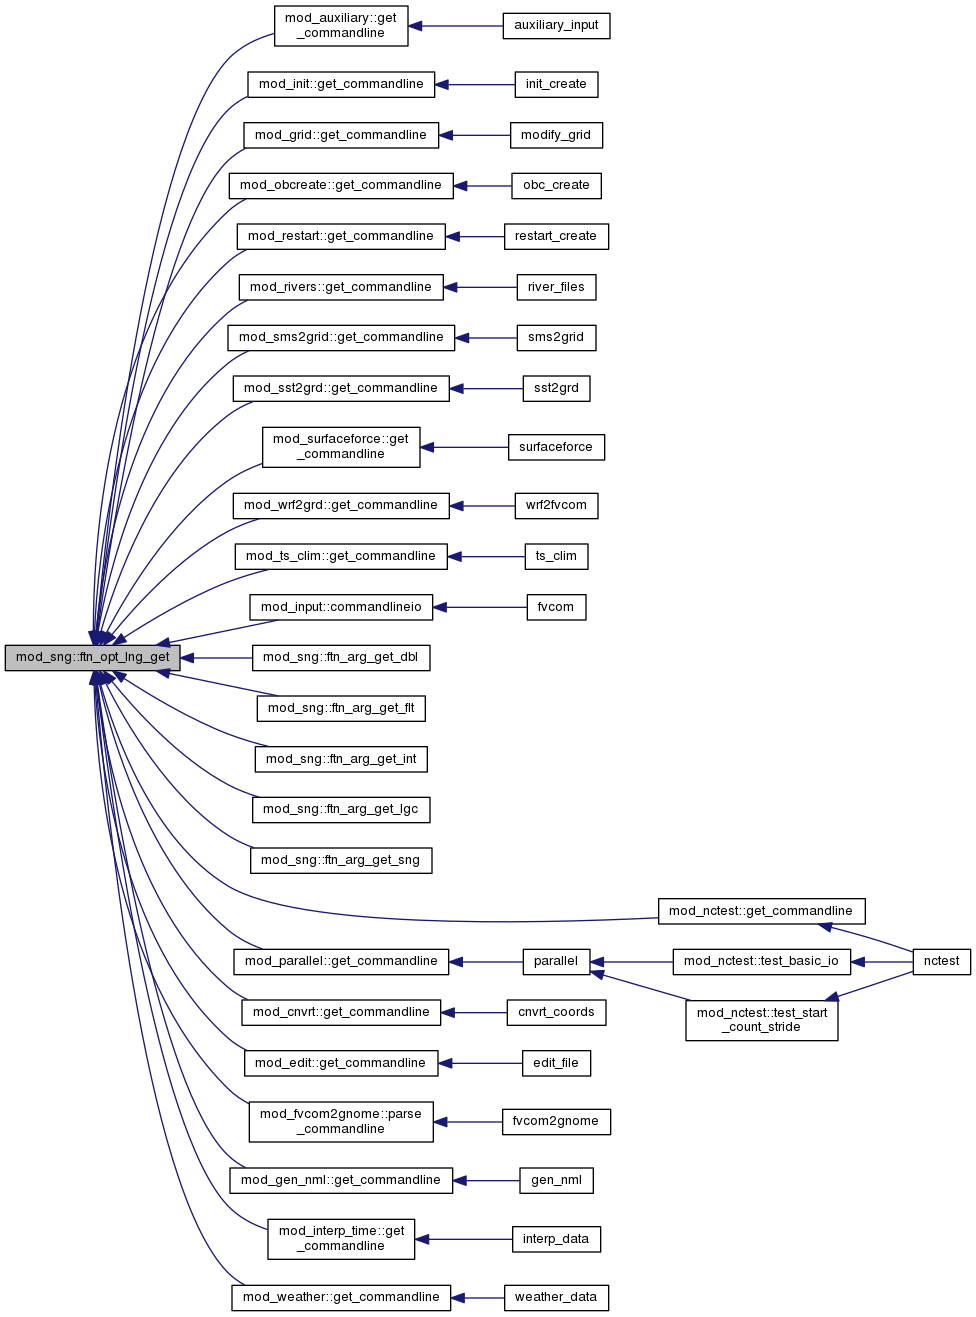 mod_auxiliary::get
_commandline
auxiliary_input
mod_init::get_commandline
init_create
mod_grid::get_commandline
modify_grid
mod_obcreate::get_commandline
obc_create
mod_restart::get_commandline
restart_create
mod_rivers::get_commandline
river_files
mod_sms2grid::get_commandline
sms2grid
mod_sst2grd::get_commandline
sst2grd
mod_surfaceforce::get
_commandline
surfaceforce
mod_wrf2grd::get_commandline
wrf2fvcom
mod_ts_clim::get_commandline
ts_clim
mod_input::commandlineio
fvcom
mod_sng::ftn_opt_lng_get
mod_sng::ftn_arg_get_dbl
mod_sng::ftn_arg_get_flt
mod_sng::ftn_arg_get_int
mod_sng::ftn_arg_get_lgc
mod_sng::ftn_arg_get_sng
mod_nctest::get_commandline
mod_parallel::get_commandline
parallel
mod_nctest::test_basic_io
nctest
mod_cnvrt::get_commandline
cnvrt_coords
mod_nctest::test_start
_count_stride
mod_edit::get_commandline
edit_file
mod_fvcom2gnome::parse
_commandline
fvcom2gnome
mod_gen_nml::get_commandline
gen_nml
mod_interp_time::get
_commandline
interp_data
mod_weather::get_commandline
weather_data